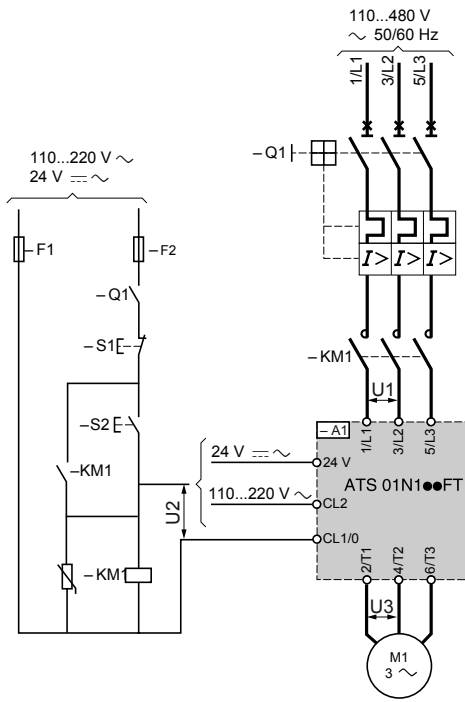 110...480 V
∼ 50/60 Hz
1/L1
3/L2
5/L3
– Q1
110...220 V ∼
24 V ⎓ ∼
– F1
– F2
– Q1
I>
I>
I>
– S1
– KM1
U1
– S2
– A1
1/L1
3/L2
5/L3
24 V ⎓ ∼
24 V
ATS 01N1●●FT
– KM1
110...220 V ∼
CL2
U2
CL1/0
– KM1
2/T1
4/T2
6/T3
U3
M1
3 ∼